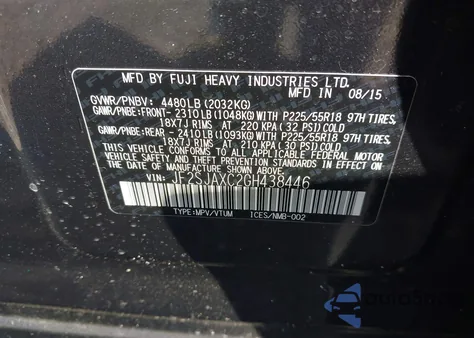 MFD BY FUJI HEAVY INDUSTRIES LTD.
MFD IN 08/15
GVWR/PNBV: 4480LB(2032KG)
GAWR/PNBE:FRONT-2310LB(1048KG)WITH P225/55R18 97H TIRES,
18X7J RIMS AT 220 KPA(32 PSI)COLD
GAWR/PNBE:REAR -2410LB(1093KG)WITH P225/55R18 97H TIRES,
18X7J RIMS AT 210 KPA(30 PSI)COLD
THIS VEHICLE CONFORMS TO ALL APPLICABLE U.S. FEDERAL
MOTOR VEHICLE SAFETY STANDARDS IN EFFECT ON
THE DATE OF MANUFACTURE SHOWN ABOVE.
VIN: JF2SJAXC2GH438446
TYPE:MPV/VTUM ICES/NMB-002